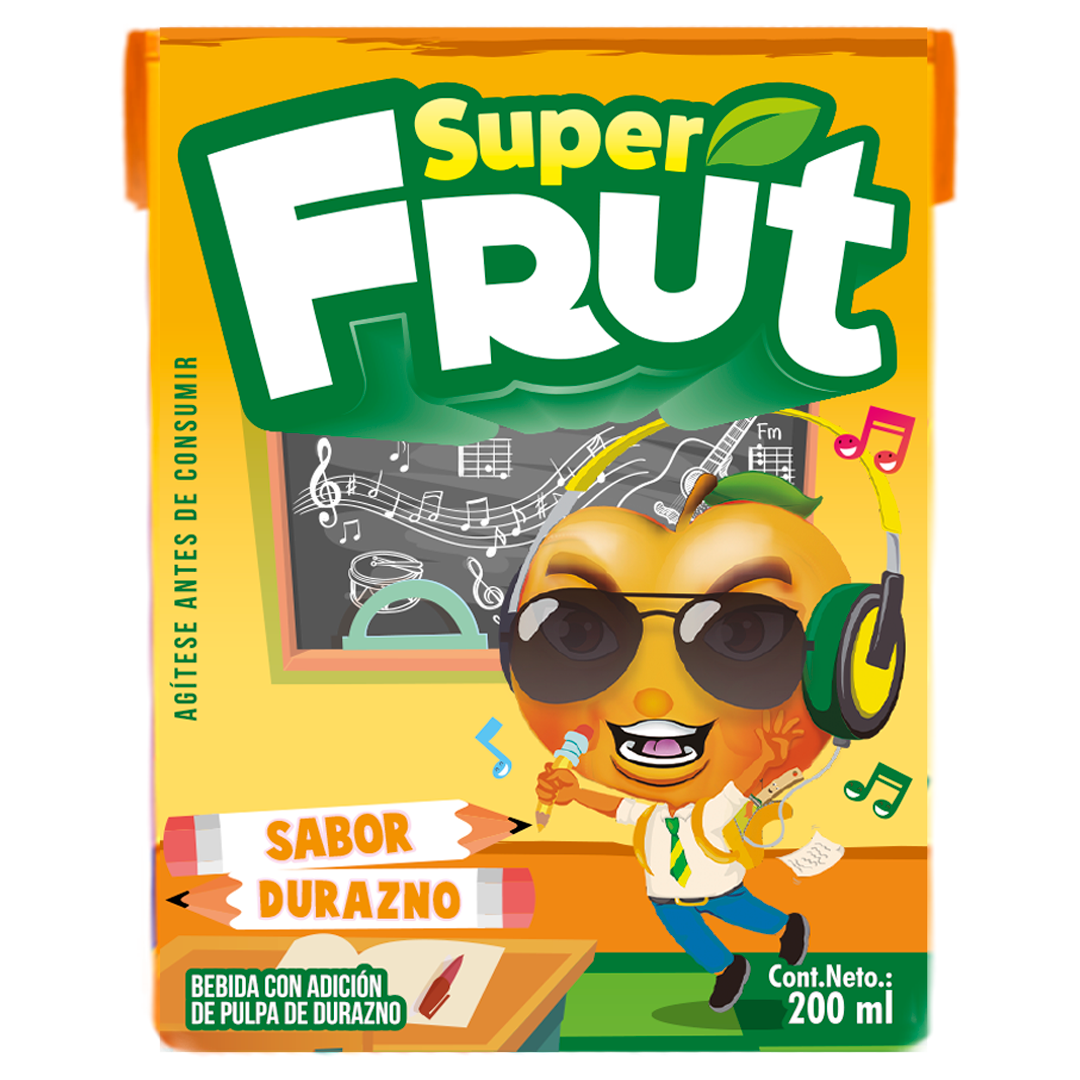 Super
FRUT
AGÍTESE ANTES DE CONSUMIR
Fm
SABOR
DURAZNO
BEBIDA CON ADICIÓN
DE PULPA DE DURAZNO
Cont.Neto.:
200 ml